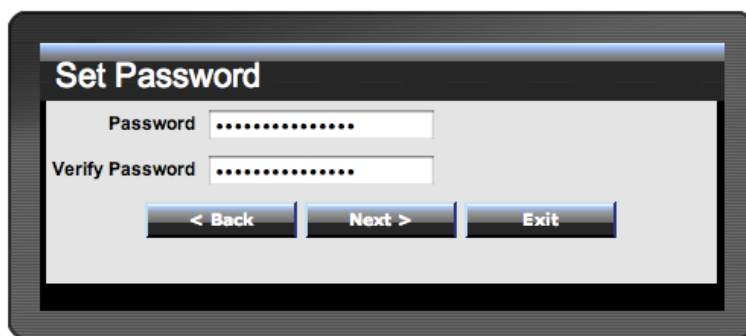 Set Password
Password •••••••••••••••
Verify Password •••••••••••••••
< Back Next > Exit